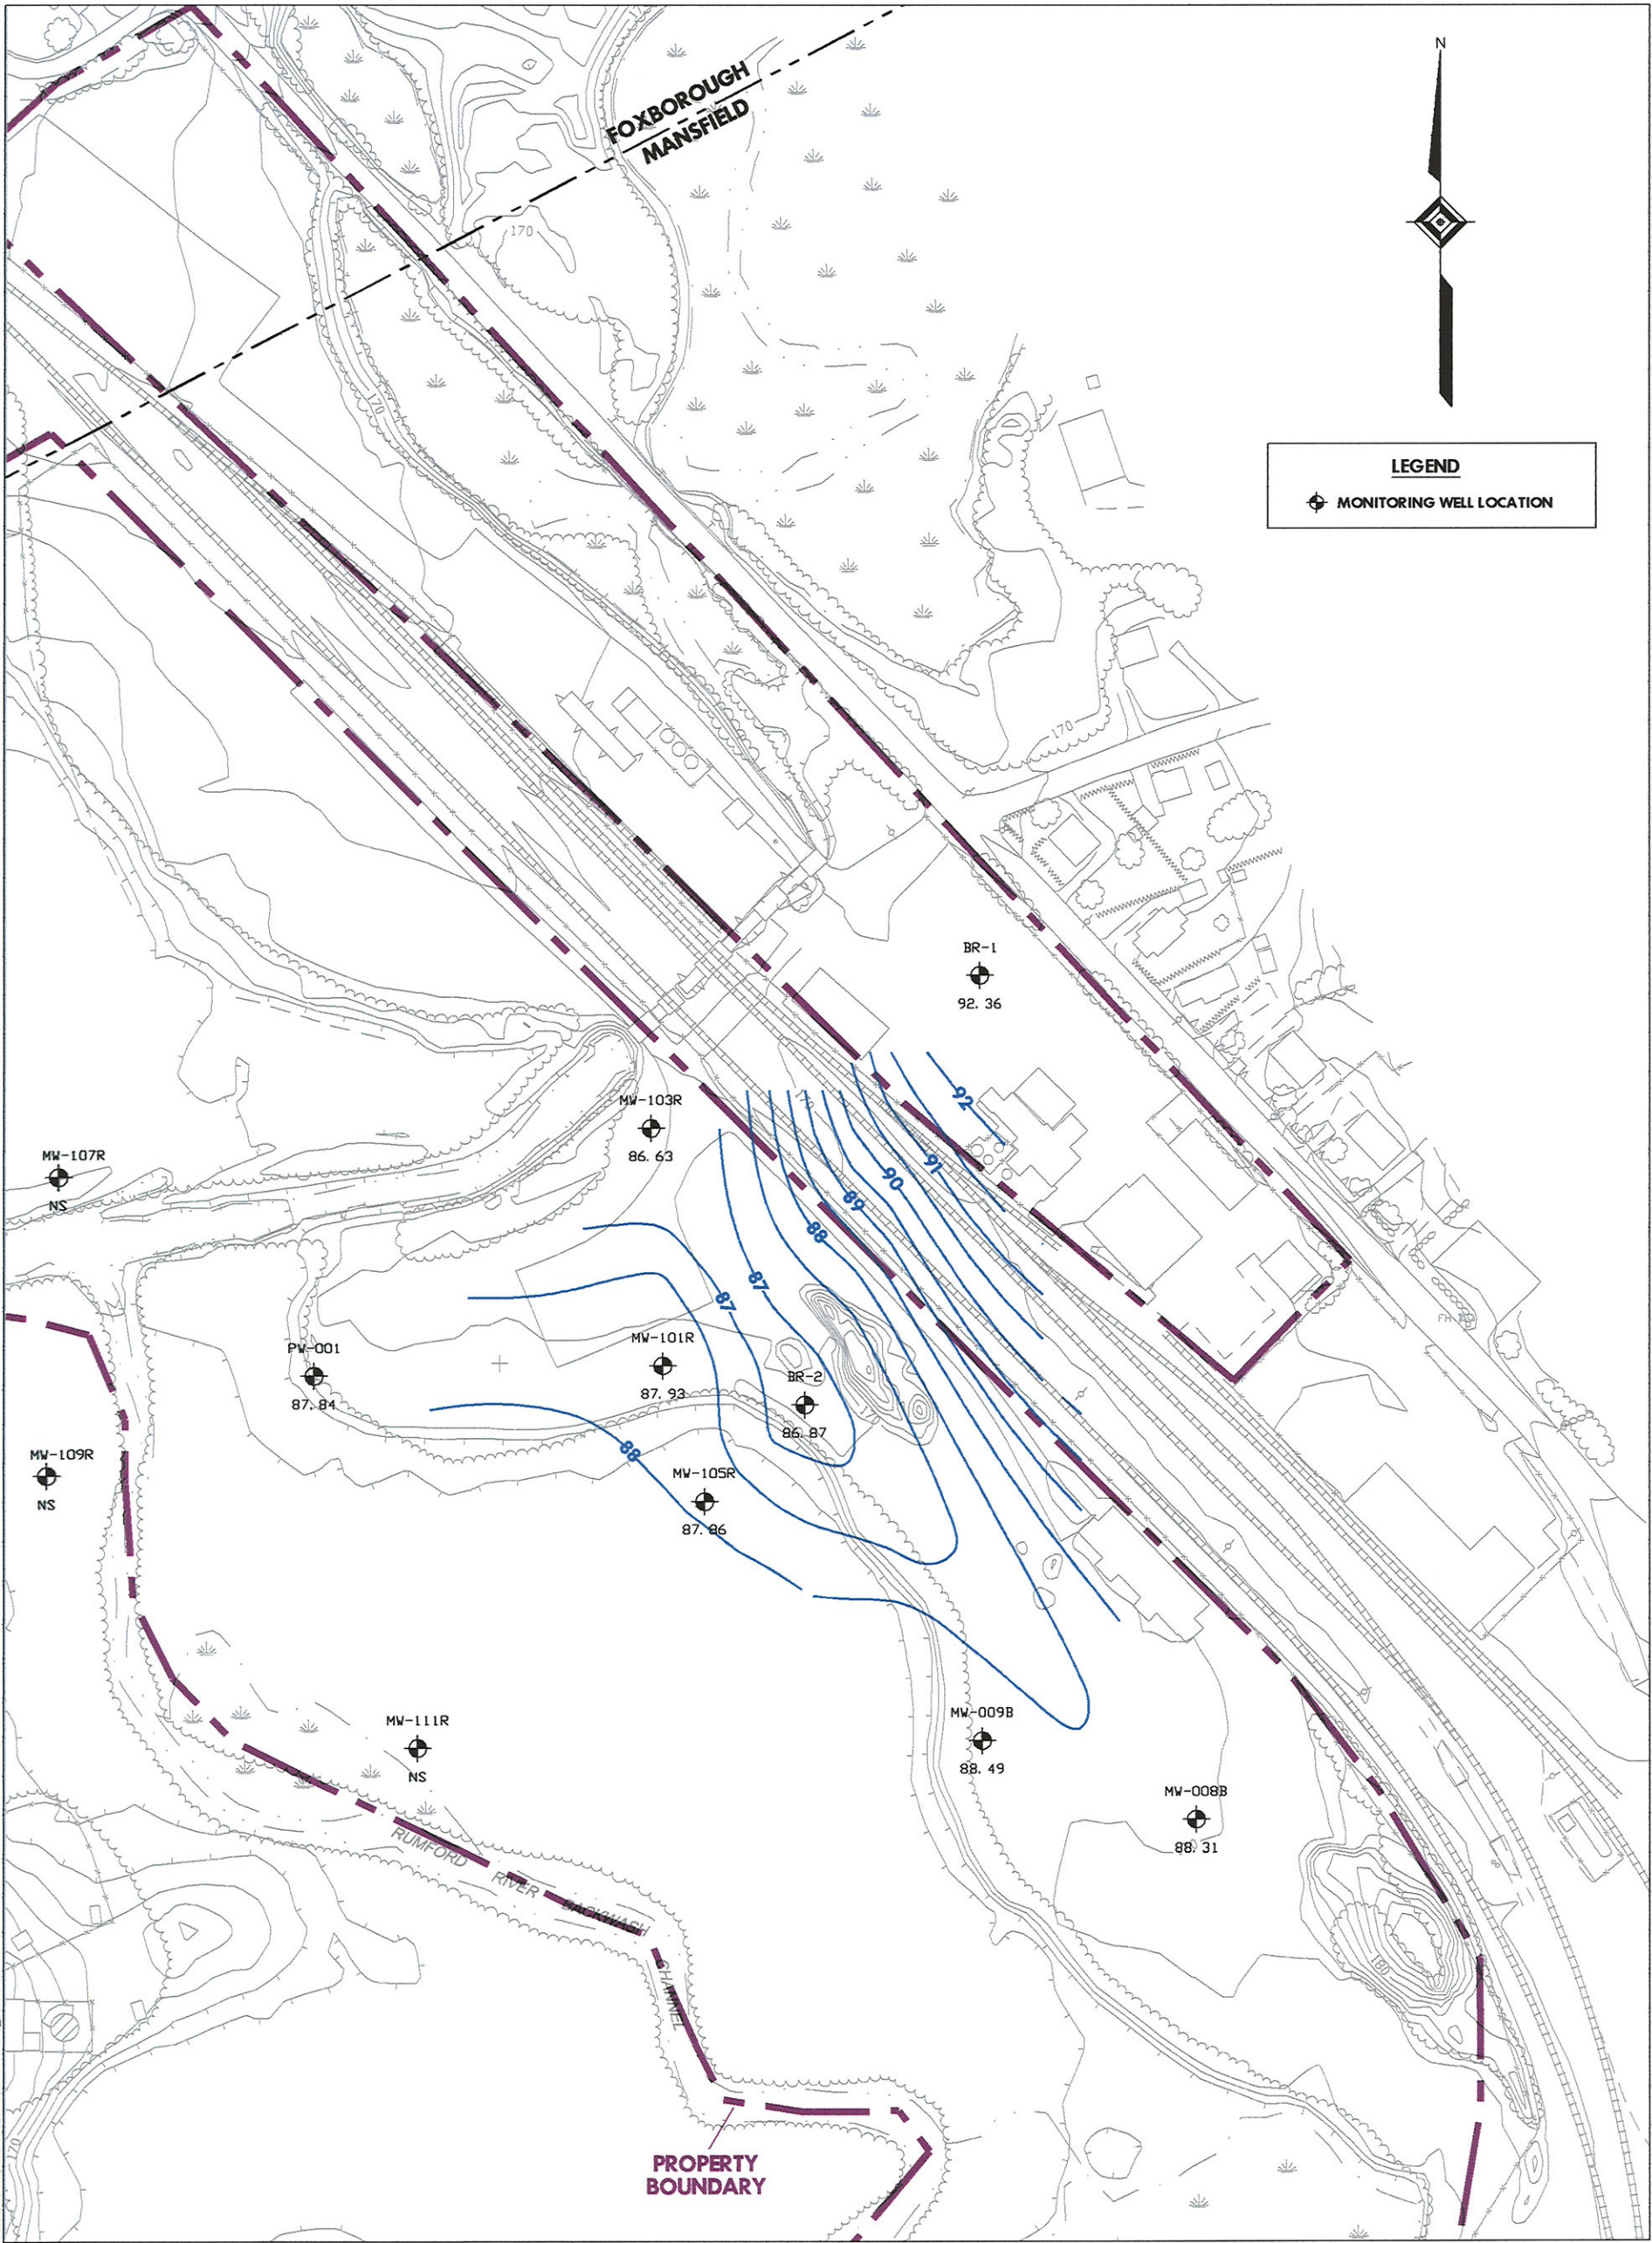 FOXBOROUGH
MANSFIELD
N
170
LEGEND
MONITORING WELL LOCATION
170
170
BR-1
92.36
92
MW-103R
86.63
91
90
89
88
MW-107R
NS
87
87
MW-101R
87.93
PW-001
87.84
BR-2
86.87
88
MW-109R
NS
MW-105R
87.86
MW-009B
88.49
MW-111R
NS
MW-008B
88.31
RUMFORD
RIVER
BACKWASH
CHANNEL
180
PROPERTY
BOUNDARY